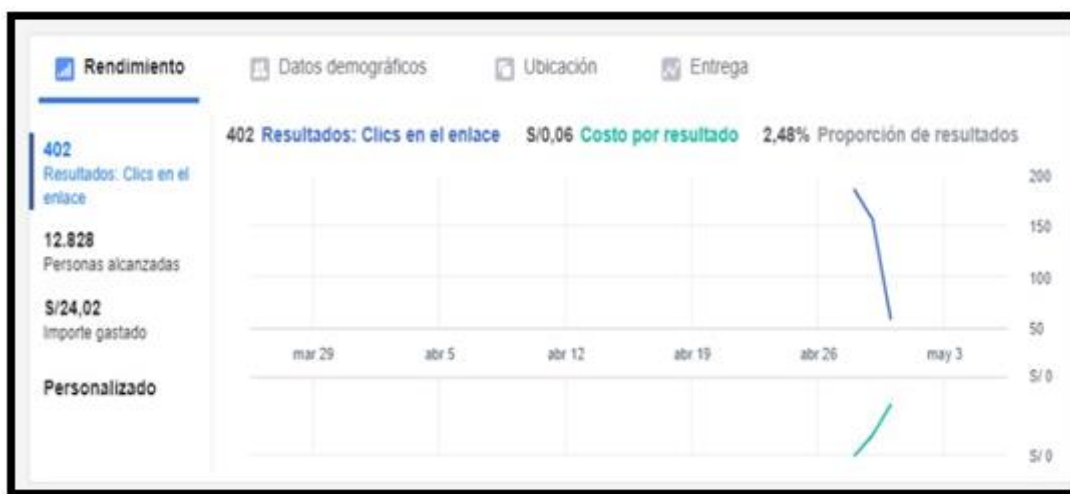 Rendimiento
Datos demográficos
Ubicación
Entrega
402
Resultados: Clics en el
enlace
12.828
Personas alcanzadas
S/24,02
Importe gastado
Personalizado
402 Resultados: Clics en el enlace S/0,06 Costo por resultado 2,48% Proporción de resultados
200
150
100
50
mar 29 abr 5 abr 12 abr 19 abr 26 may 3
S/ 0
S/ 0